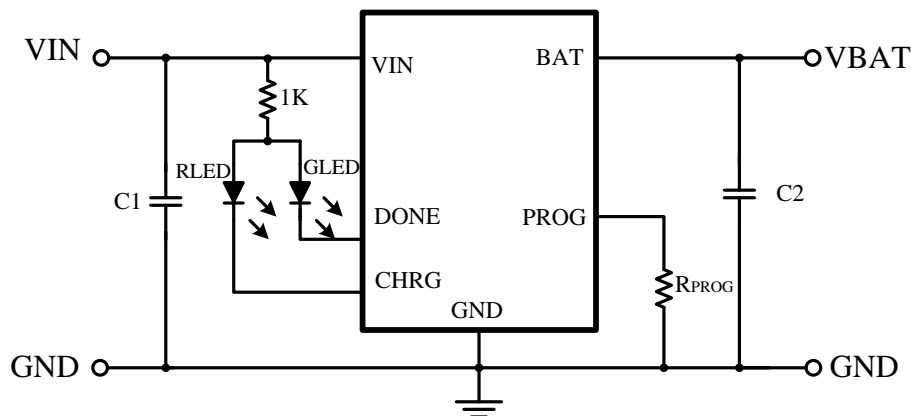 VIN
VIN
BAT
VBAT
1K
RLED
GLED
C1
DONE
PROG
C2
CHRG
RPROG
GND
GND
GND